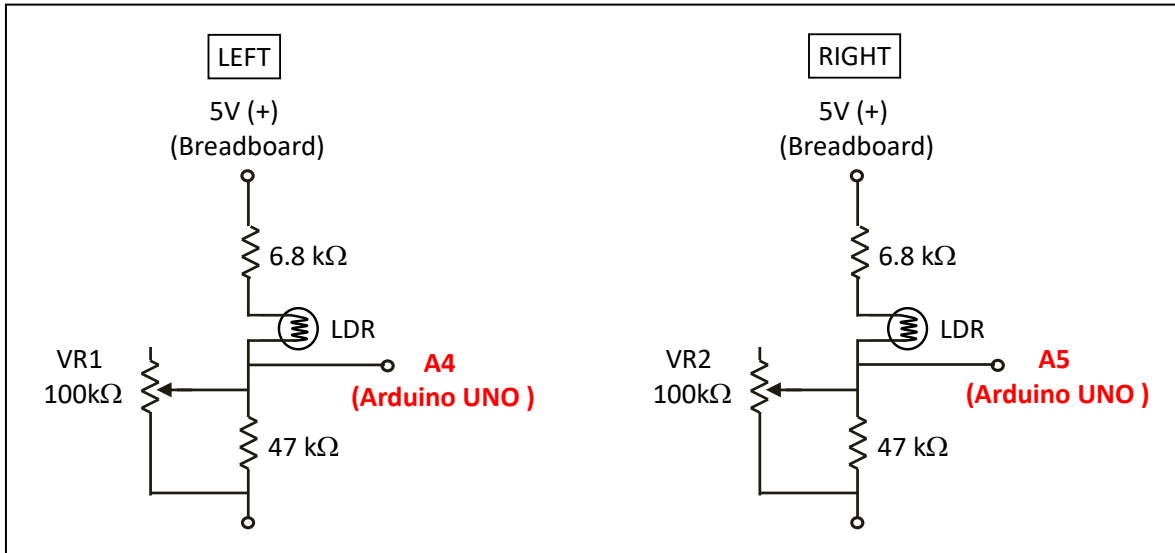 LEFT
5V (+)
(Breadboard)
6.8 kΩ
LDR
VR1
100kΩ
A4
(Arduino UNO )
47 kΩ
RIGHT
5V (+)
(Breadboard)
6.8 kΩ
LDR
VR2
100kΩ
A5
(Arduino UNO )
47 kΩ